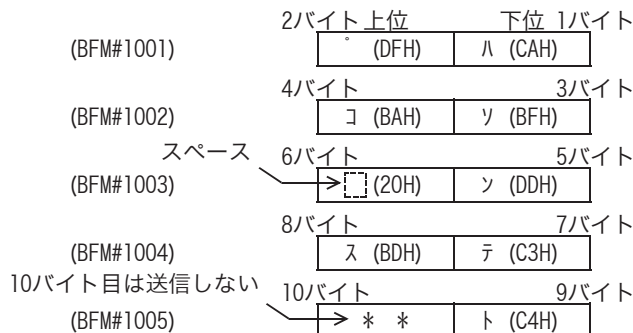 2バイト 上位 下位 1バイト
(BFM#1001) ﾟ (DFH) ﾊ (CAH)
4バイト 3バイト
(BFM#1002) ｺ (BAH) ｿ (BFH)
スペース 6バイト 5バイト
(BFM#1003) (20H) ﾝ (DDH)
8バイト 7バイト
(BFM#1004) ｽ (BDH) ﾃ (C3H)
10バイト目は送信しない 10バイト 9バイト
(BFM#1005) * * ﾄ (C4H)